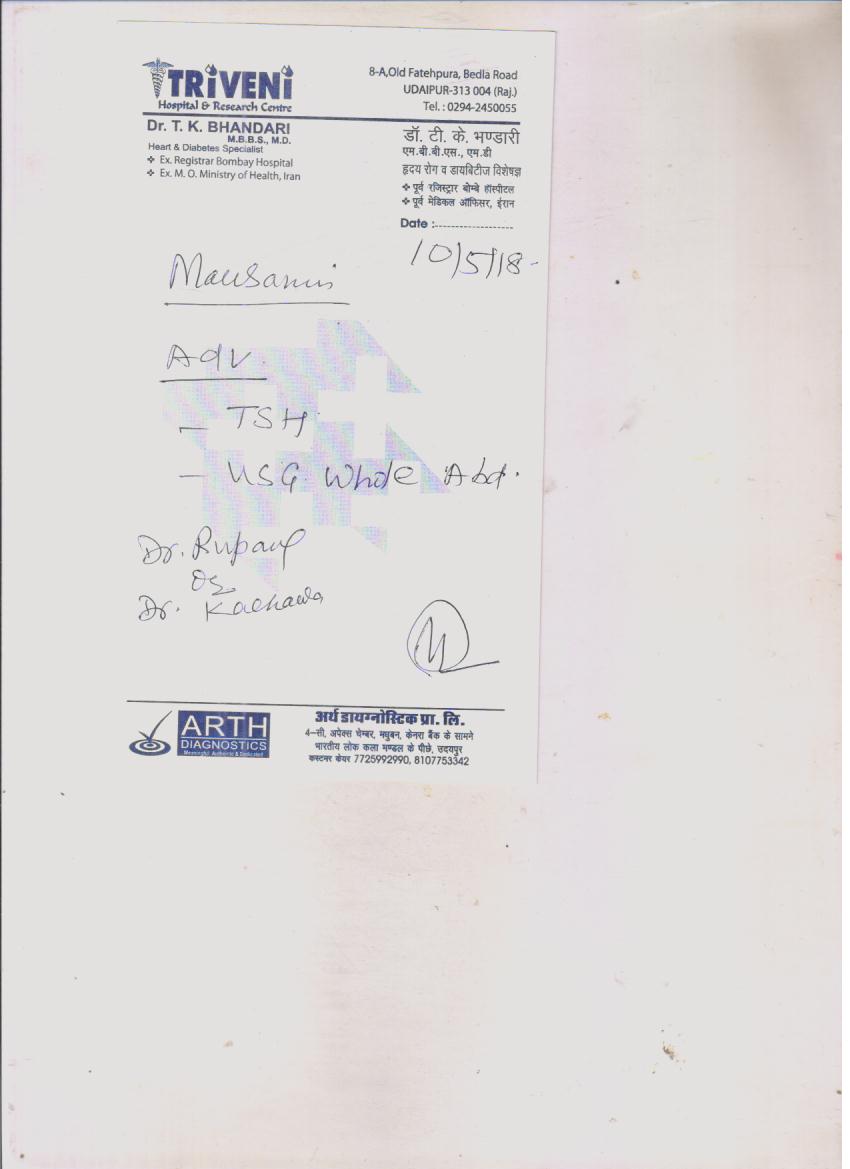 TRIVENI
Hospital & Research Centre
8-A,Old Fatehpura, Bedla Road
UDAIPUR-313 004 (Raj.)
Tel. : 0294-2450055
Dr. T. K. BHANDARI
M.B.B.S., M.D.
Heart & Diabetes Specialist
❖ Ex. Registrar Bombay Hospital
❖ Ex. M. O. Ministry of Health, Iran
डॉ. टी. के. भण्डारी
एम.बी.बी.एस., एम.डी
हृदय रोग व डायबिटीज विशेषज्ञ
❖ पूर्व रजिस्ट्रार बोम्बे हॉस्पीटल
❖ पूर्व मेडिकल ऑफिसर, ईरान
Date :
10/5/18-
Mausami
Adv.
- TSH
- USG. Whole Abd.
Dr.
Or
Dr.
ARTH
DIAGNOSTICS
Meaningful, Authentic & Dedicated
अर्थ डायग्नोस्टिक प्रा. लि.
4-सी, अपेक्स चेम्बर, मधुबन, केनरा बैंक के सामने
भारतीय लोक कला मण्डल के पीछे, उदयपुर
कस्टमर केयर 7725992990, 8107753342